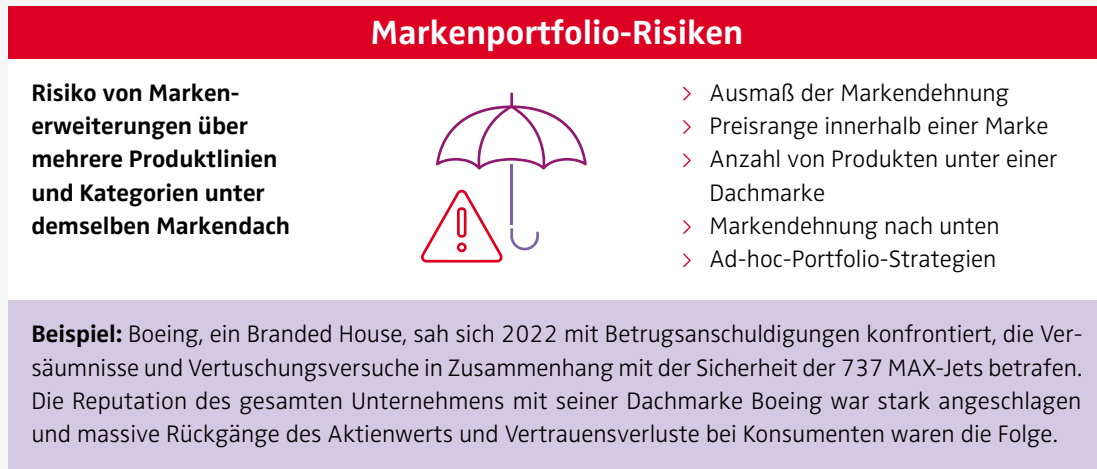 Markenportfolio-Risiken
Risiko von Marken-
erweiterungen über
mehrere Produktlinien
und Kategorien unter
demselben Markendach
> Ausmaß der Markendehnung
> Preisrange innerhalb einer Marke
> Anzahl von Produkten unter einer
Dachmarke
> Markendehnung nach unten
> Ad-hoc-Portfolio-Strategien
Beispiel: Boeing, ein Branded House, sah sich 2022 mit Betrugsanschuldigungen konfrontiert, die Ver-
säumnisse und Vertuschungsversuche in Zusammenhang mit der Sicherheit der 737 MAX-Jets betrafen.
Die Reputation des gesamten Unternehmens mit seiner Dachmarke Boeing war stark angeschlagen
und massive Rückgänge des Aktienwerts und Vertrauensverluste bei Konsumenten waren die Folge.